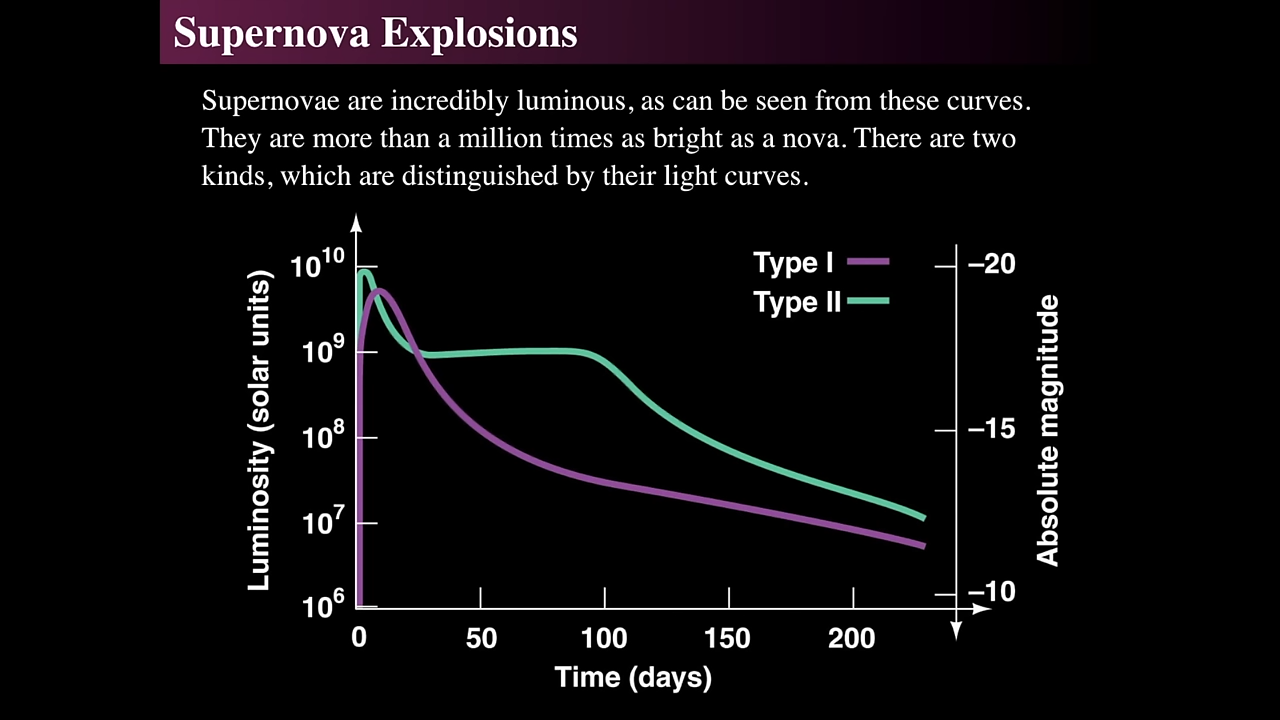 Supernova Explosions
Supernovae are incredibly luminous, as can be seen from these curves.
They are more than a million times as bright as a nova. There are two
kinds, which are distinguished by their light curves.
Type I
Type II
Luminosity (solar units)
10¹⁰
10⁹
10⁸
10⁷
10⁶
–20
–15
–10
Absolute magnitude
0 50 100 150 200
Time (days)